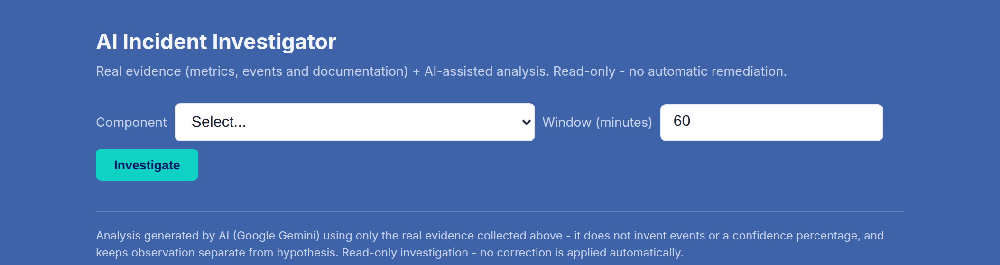 AI Incident Investigator
Real evidence (metrics, events and documentation) + AI-assisted analysis. Read-only - no automatic remediation.
Component Select... Window (minutes) 60
Investigate
Analysis generated by AI (Google Gemini) using only the real evidence collected above - it does not invent events or a confidence percentage, and
keeps observation separate from hypothesis. Read-only investigation - no correction is applied automatically.